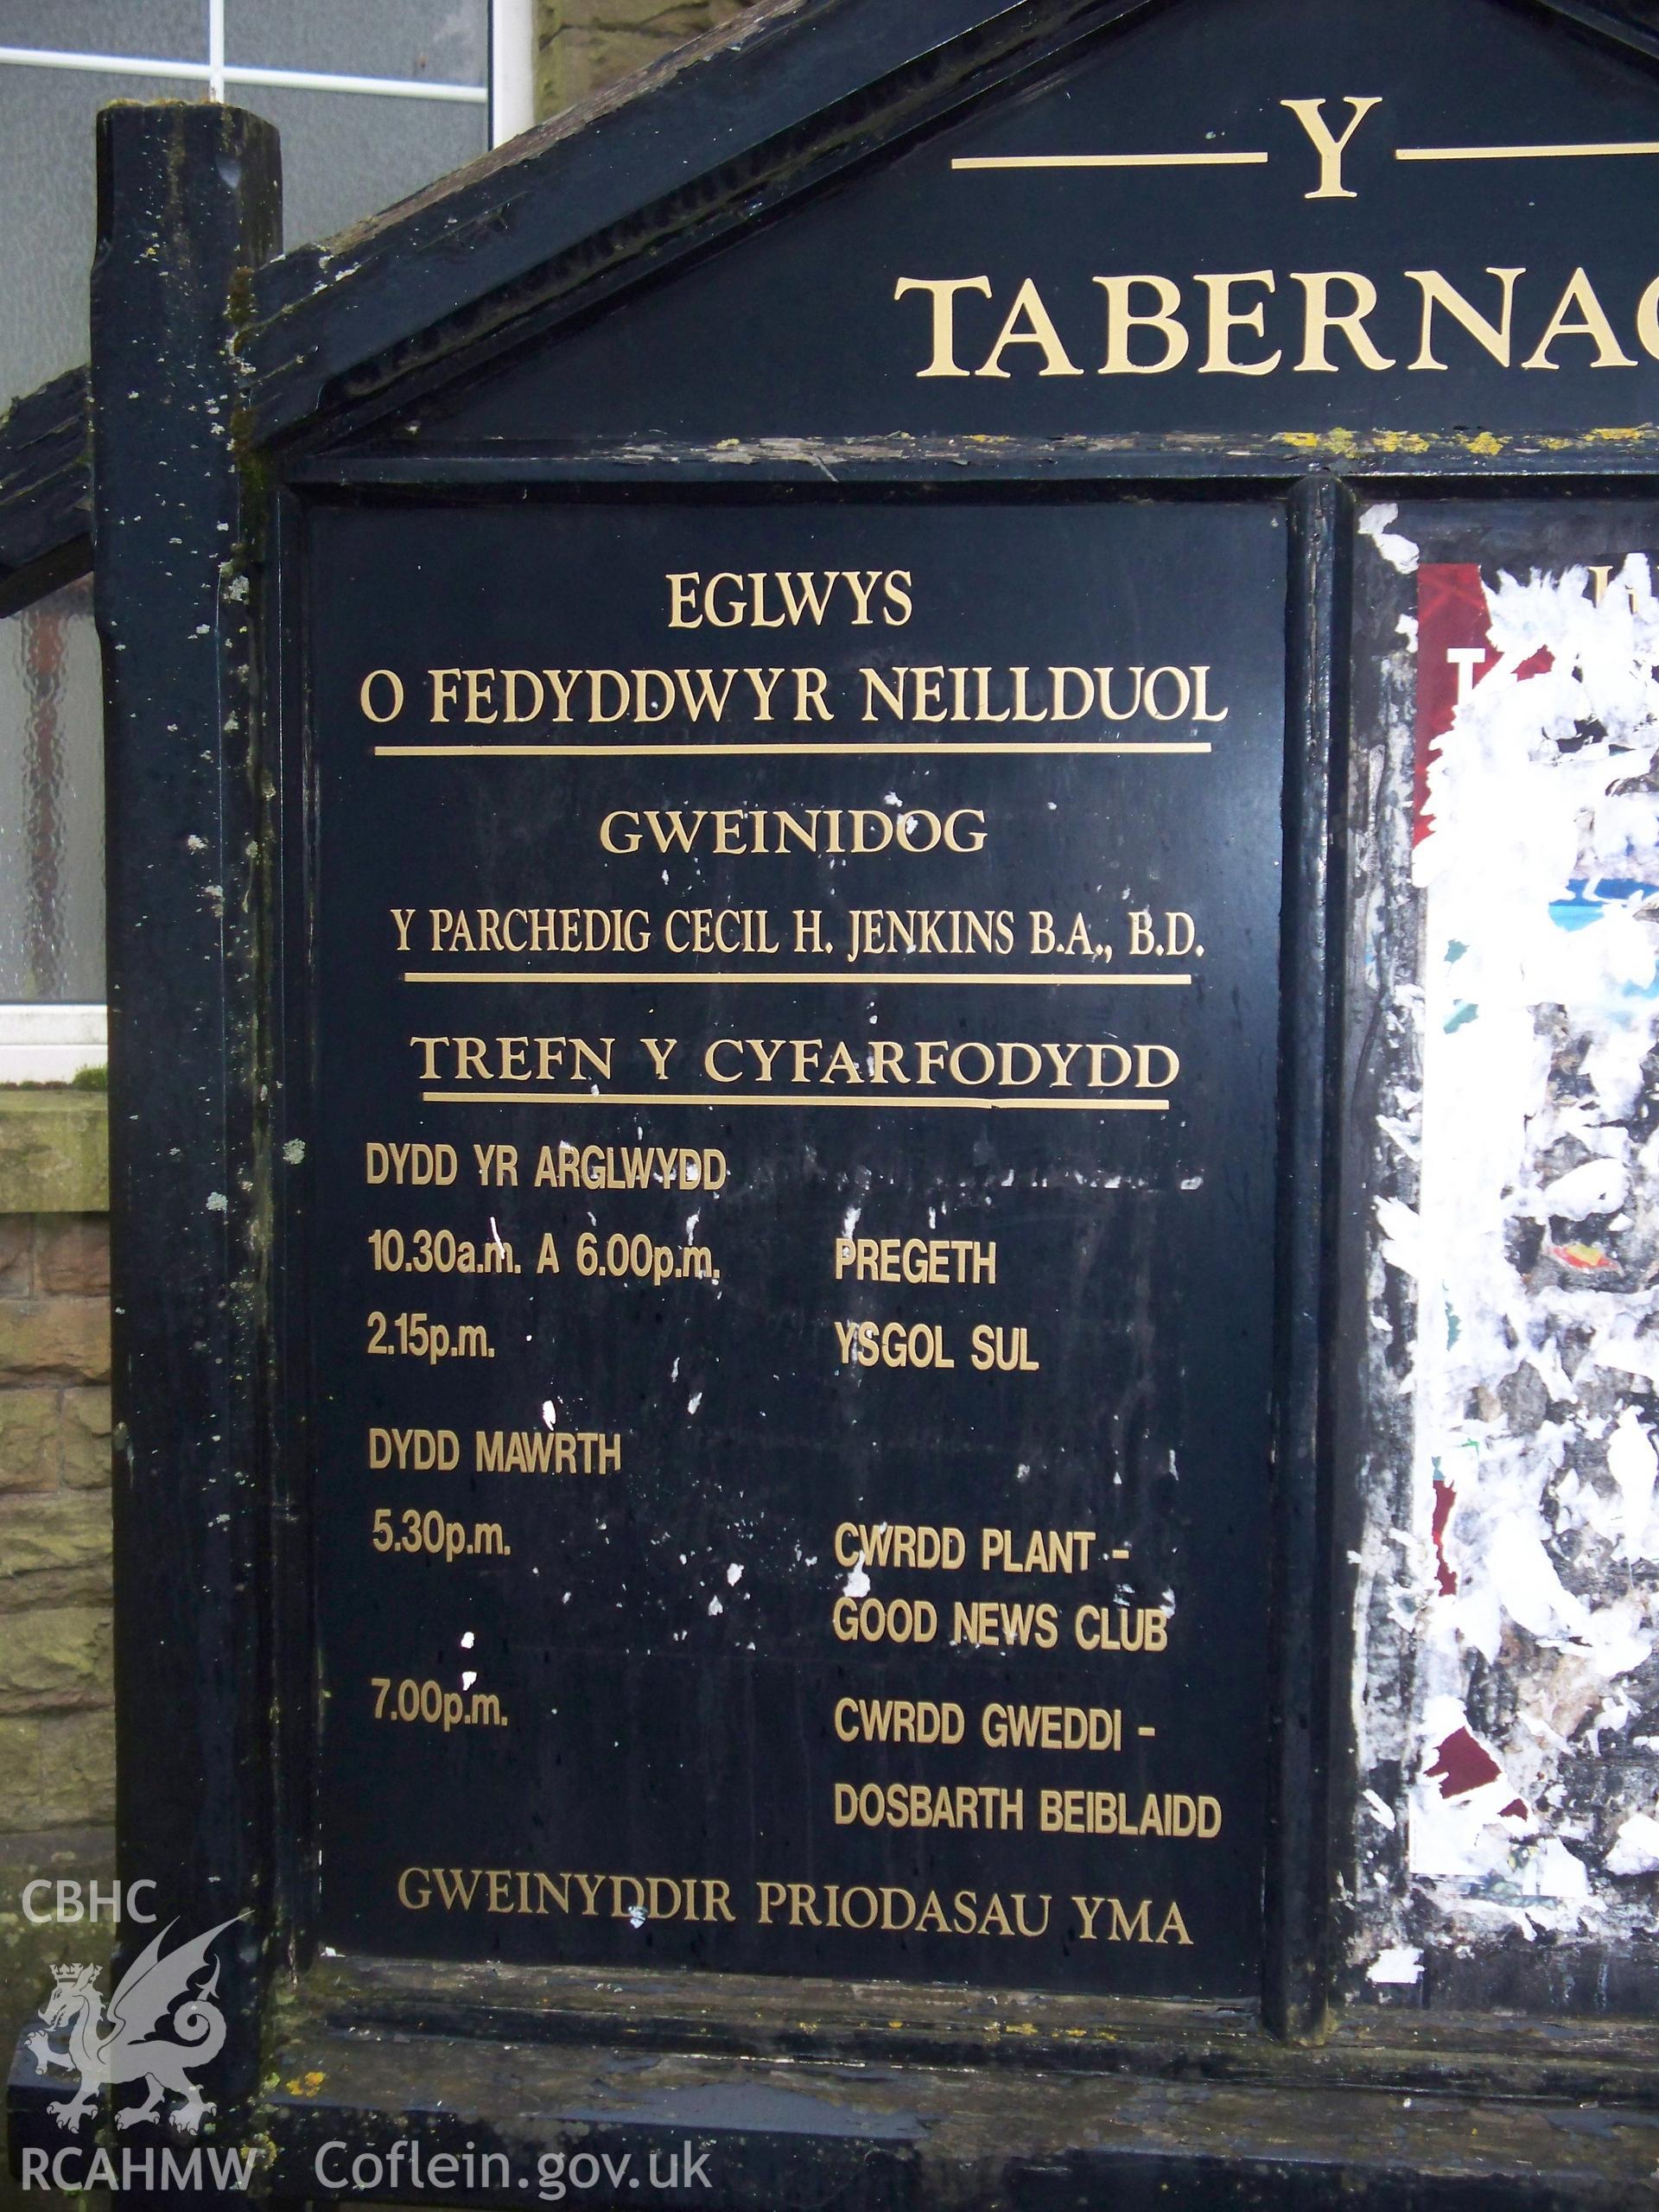 Y
TABERNAC
EGLWYS
O FEDYDDWYR NEILLDUOL
GWEINIDOG
Y PARCHEDIG CECIL H. JENKINS B.A., B.D.
TREFN Y CYFARFODYDD
DYDD YR ARGLWYDD
10.30a.m. A 6.00p.m. PREGETH
2.15p.m. YSGOL SUL
DYDD MAWRTH
5.30p.m. CWRDD PLANT -
GOOD NEWS CLUB
7.00p.m. CWRDD GWEDDI -
DOSBARTH BEIBLAIDD
GWEINYDDIR PRIODASAU YMA
T
CBHC
RCAHMW Coflein.gov.uk